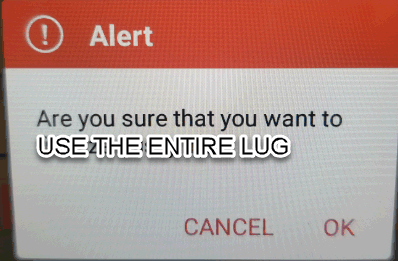 Alert
Are you sure that you want to
USE THE ENTIRE LUG
CANCEL OK